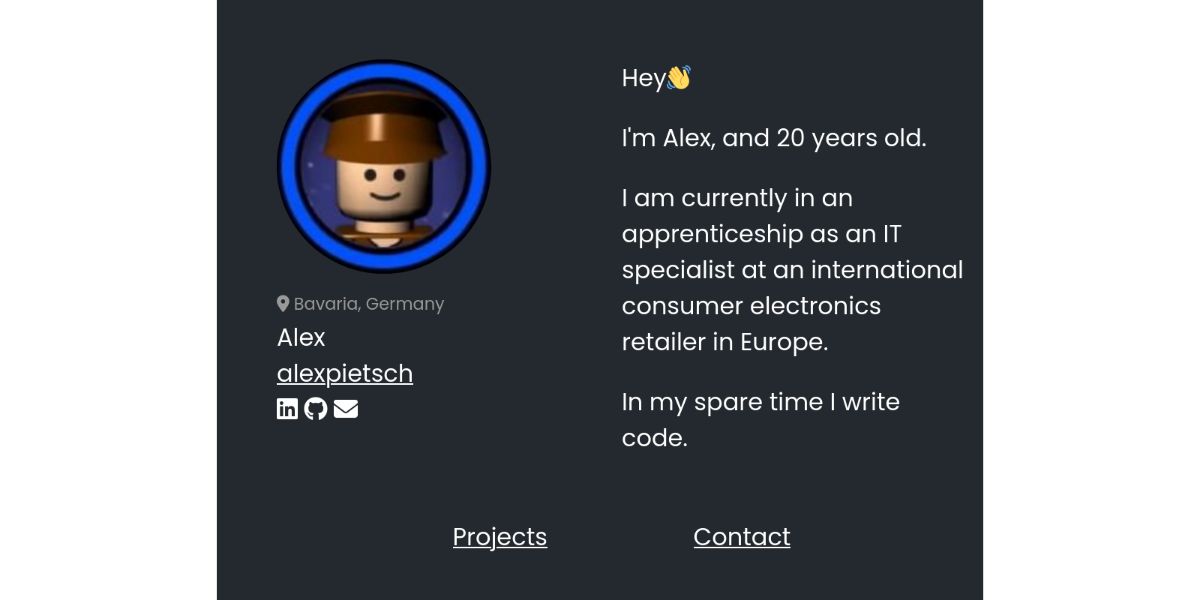 Bavaria, Germany
Alex
alexpietsch
Hey👋
I'm Alex, and 20 years old.
I am currently in an
apprenticeship as an IT
specialist at an international
consumer electronics
retailer in Europe.
In my spare time I write
code.
Projects
Contact